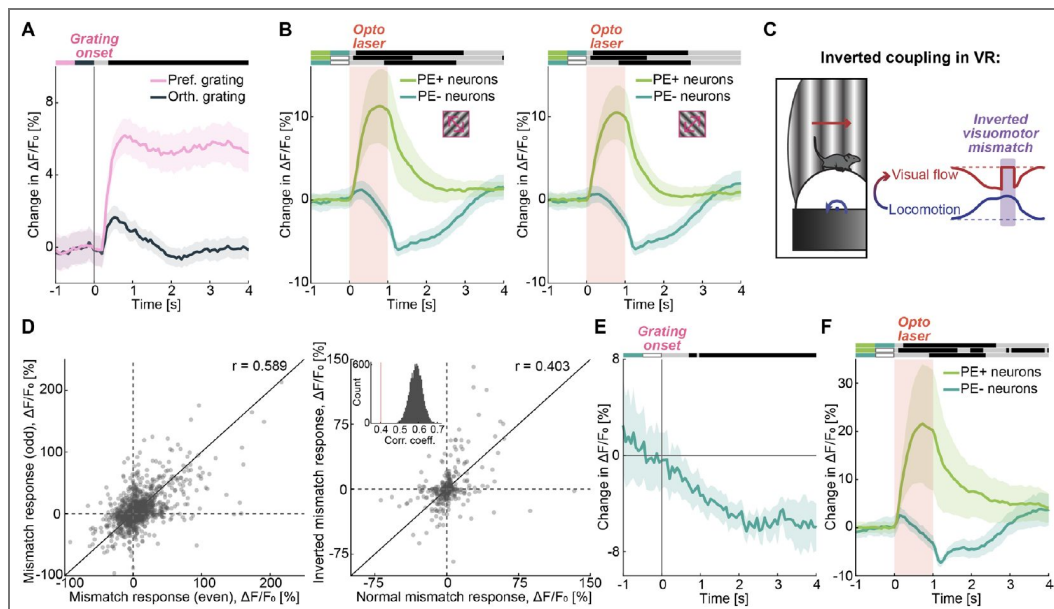 A
Grating
onset
Pref. grating
Orth. grating
Change in ΔF/F₀ [%]
8
4
0
-1 0 1 2 3 4
Time [s]
B
Opto
laser
PE+ neurons
PE- neurons
Change in ΔF/F₀ [%]
10
0
-10
-1 0 1 2 3 4
Time [s]
Opto
laser
PE+ neurons
PE- neurons
10
0
-10
-1 0 1 2 3 4
Time [s]
C
Inverted coupling in VR:
Inverted
visuomotor
mismatch
Visual flow
Locomotion
D
r = 0.589
Mismatch response (odd), ΔF/F₀ [%]
200
100
0
-100
-100 0 100 200
Mismatch response (even), ΔF/F₀ [%]
r = 0.403
Inverted mismatch response, ΔF/F₀ [%]
150
75
0
-75
-75 0 75 150
Normal mismatch response, ΔF/F₀ [%]
600
0
Count
0.4 0.5 0.6 0.7
Corr. coeff.
E
Grating
onset
Change in ΔF/F₀ [%]
8
0
-8
-1 0 1 2 3 4
Time [s]
F
Opto
laser
PE+ neurons
PE- neurons
Change in ΔF/F₀ [%]
30
20
10
0
-10
-1 0 1 2 3 4
Time [s]